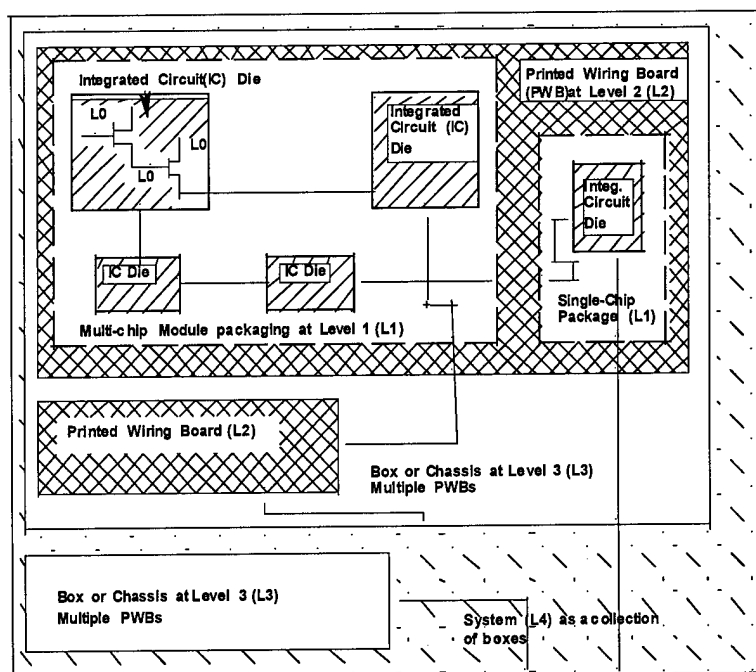 Integrated Circuit(IC) Die
L0
L0
L0
Integrated
Circuit (IC)
Die
Printed Wiring Board
(PWB)at Level 2 (L2)
Integ.
Circuit
Die
IC Die
IC Die
Single-Chip
Package (L1)
Multi-chip Module packaging at Level 1 (L1)
Printed Wiring Board (L2)
Box or Chassis at Level 3 (L3)
Multiple PWBs
Box or Chassis at Level 3 (L3)
Multiple PWBs
System (L4) as a collection
of boxes